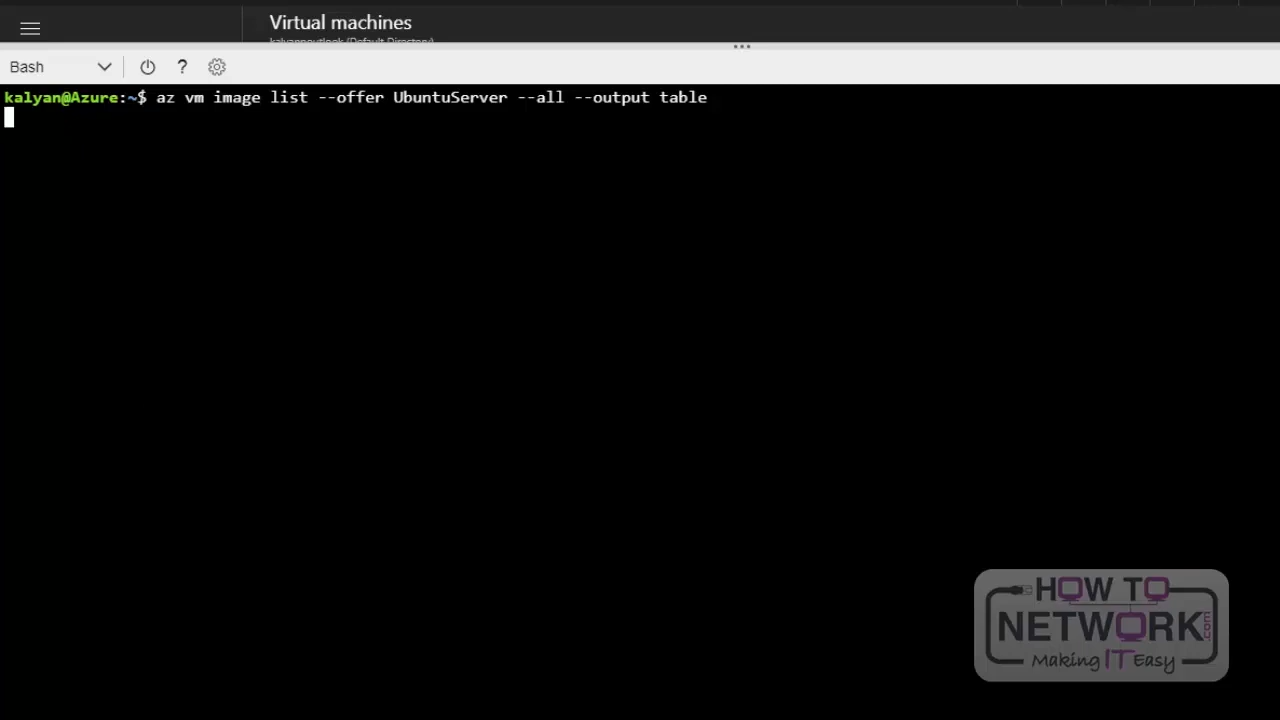 Virtual machines
kalyanoutlook (Default Directory)
Bash
?
kalyan@Azure:~$ az vm image list --offer UbuntuServer --all --output table
HOW TO
NETWORK.com
Making IT Easy